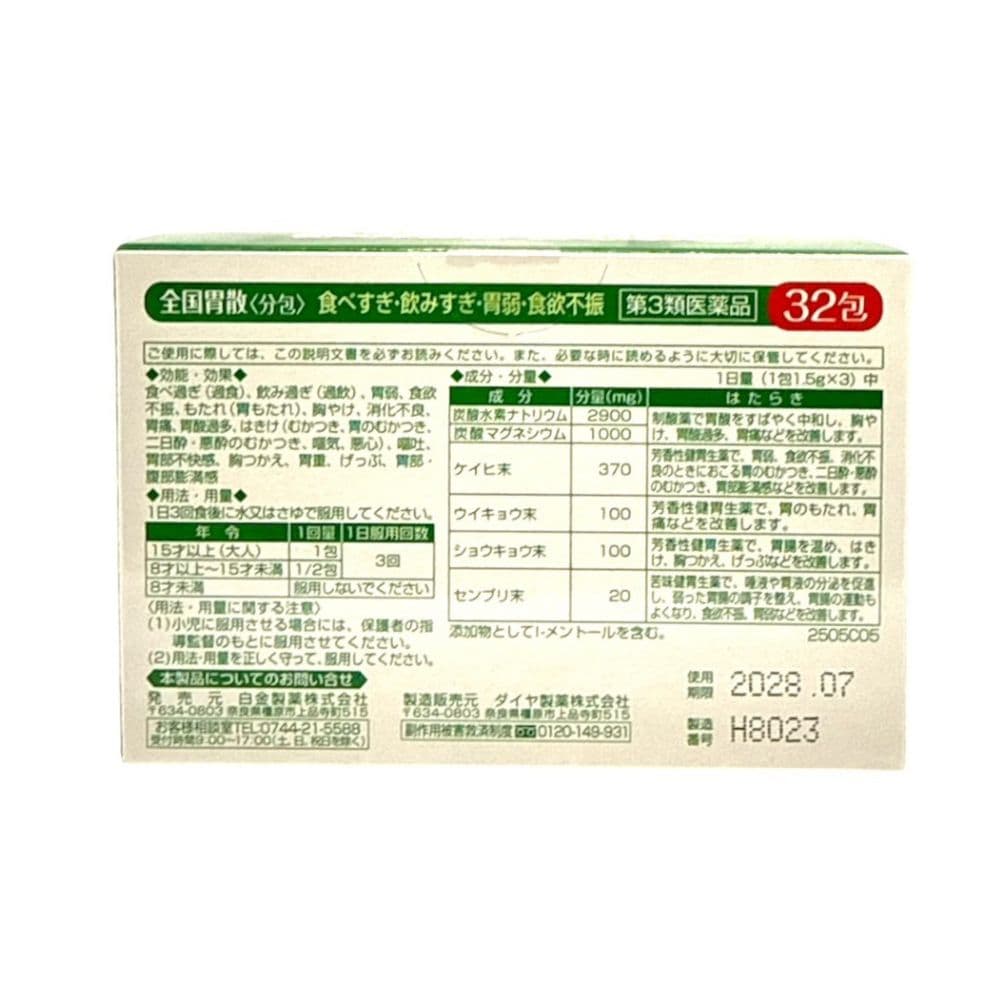 全国胃散〈分包〉 食べすぎ・飲みすぎ・胃弱・食欲不振 第3類医薬品 32包
ご使用に際しては、この説明文書を必ずお読みください。また、必要な時に読めるように大切に保管してください。
◆効能・効果◆
食べ過ぎ(過食)、飲み過ぎ(過飲)、胃弱、食欲
不振、もたれ(胃もたれ)、胸やけ、消化不良、
胃痛、胃酸過多、はきけ(むかつき、胃のむかつき、
二日酔・悪酔のむかつき、嘔気、悪心)、嘔吐、
胃部不快感、胸つかえ、胃重、げっぷ、胃部・
腹部膨満感
◆用法・用量◆
1日3回食後に水又はさゆで服用してください。
年令 1回量 1日服用回数
15才以上(大人) 1包 3回
8才以上~15才未満 1/2包
8才未満 服用しないでください
〈用法・用量に関する注意〉
(1)小児に服用させる場合には、保護者の指
導監督のもとに服用させてください。
(2)用法・用量を正しく守って、服用してください。
◆成分・分量◆ 1日量(1包1.5g×3)中
成分 分量(mg) はたらき
炭酸水素ナトリウム 2900 制酸薬で胃酸をすばやく中和し、胸や
炭酸マグネシウム 1000 け、胃酸過多、胃痛などを改善します。
ケイヒ末 370 芳香性健胃生薬で、胃弱、食欲不振、消化不
良のときにおこる胃のむかつき、二日酔・悪酔
のむかつき、胃部膨満感などを改善します。
ウイキョウ末 100 芳香性健胃生薬で、胃のもたれ、胃
痛などを改善します。
ショウキョウ末 100 芳香性健胃生薬で、胃腸を温め、はき
け、胸つかえ、げっぷなどを改善します。
センブリ末 20 苦味健胃生薬で、唾液や胃液の分泌を促進
し、弱った胃腸の調子を整え、胃腸の運動も
よくなり、食欲不振、胃弱などを改善します。
添加物としてl-メントールを含む。 2505C05
本製品についてのお問い合せ
発売元 白金製薬株式会社
〒634-0803 奈良県橿原市上品寺町515
お客様相談室TEL:0744-21-5588
受付時間9:00~17:00(土、日、祝日を除く)
製造販売元 ダイヤ製薬株式会社
〒634-0803 奈良県橿原市上品寺町515
副作用被害救済制度 0120-149-931
使用期限 2028.07
製造番号 H8023